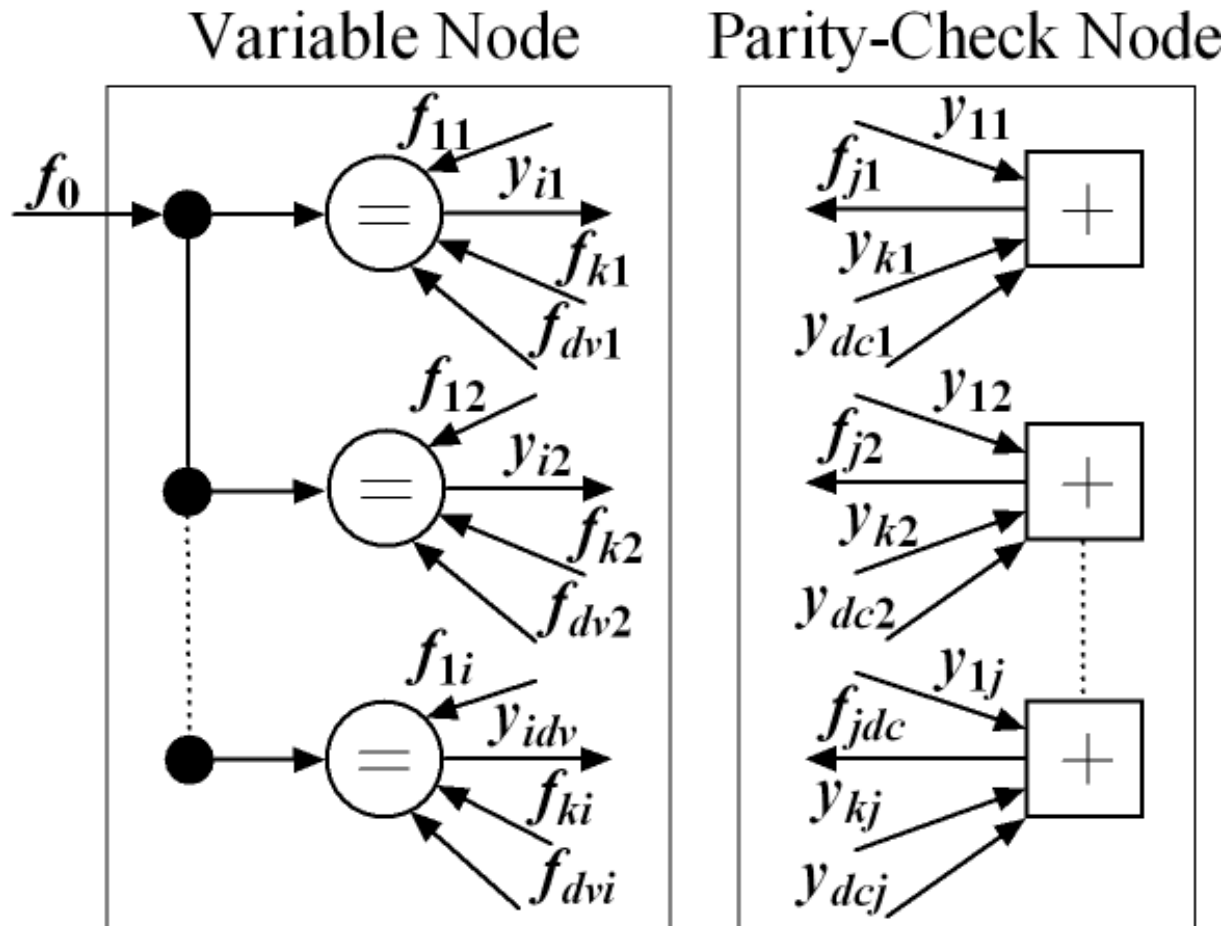 Variable Node
Parity-Check Node
f0
f11
yi1
fk1
fdv1
f12
yi2
fk2
fdv2
f1i
yidv
fki
fdvi
=
=
=
y11
fj1
yk1
ydc1
y12
fj2
yk2
ydc2
y1j
fjdc
ykj
ydcj
+
+
+